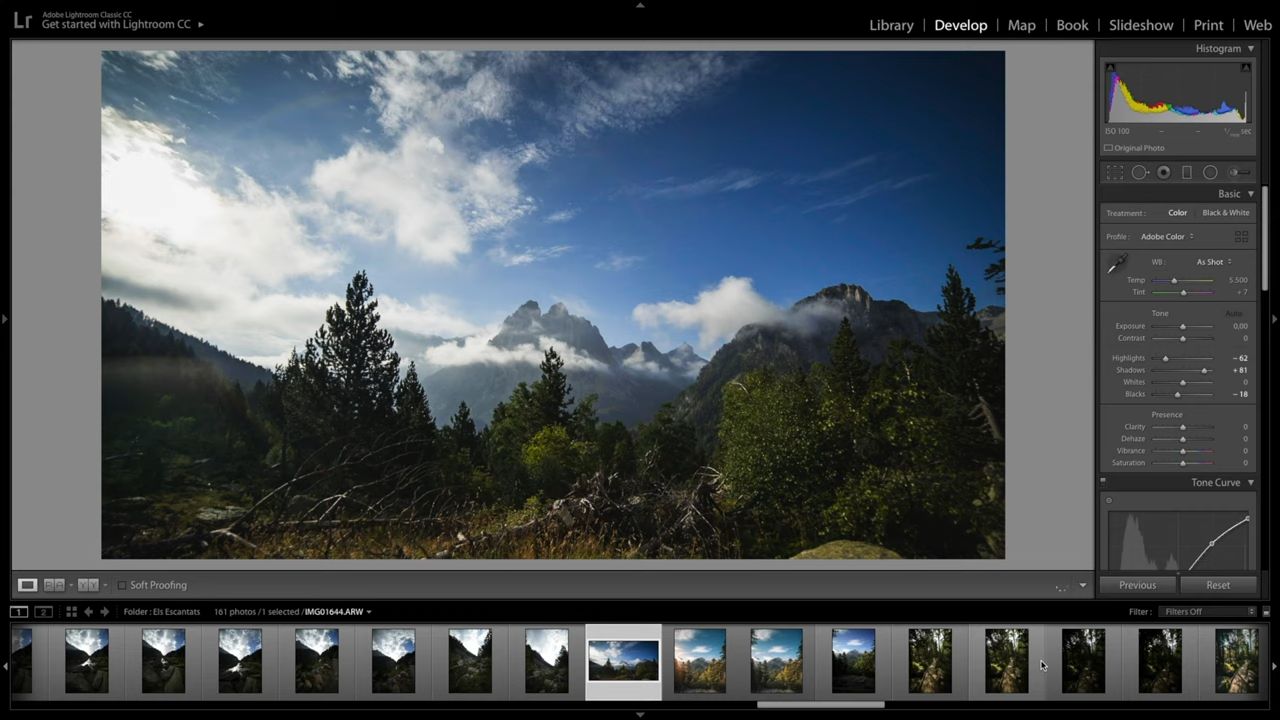 Lr
Adobe Lightroom Classic CC
Get started with Lightroom CC
Library | Develop | Map | Book | Slideshow | Print | Web
Histogram
ISO 100 – – sec
Original Photo
Basic
Treatment : Color Black & White
Profile : Adobe Color
WB : As Shot
Temp 5.500
Tint + 7
Tone Auto
Exposure 0,00
Contrast 0
Highlights – 62
Shadows + 81
Whites 0
Blacks – 18
Presence
Clarity 0
Dehaze 0
Vibrance 0
Saturation 0
Tone Curve
Previous Reset
Soft Proofing
1 2 Folder : Els Escantats 161 photos /1 selected /IMG01644.ARW
Filter : Filters Off